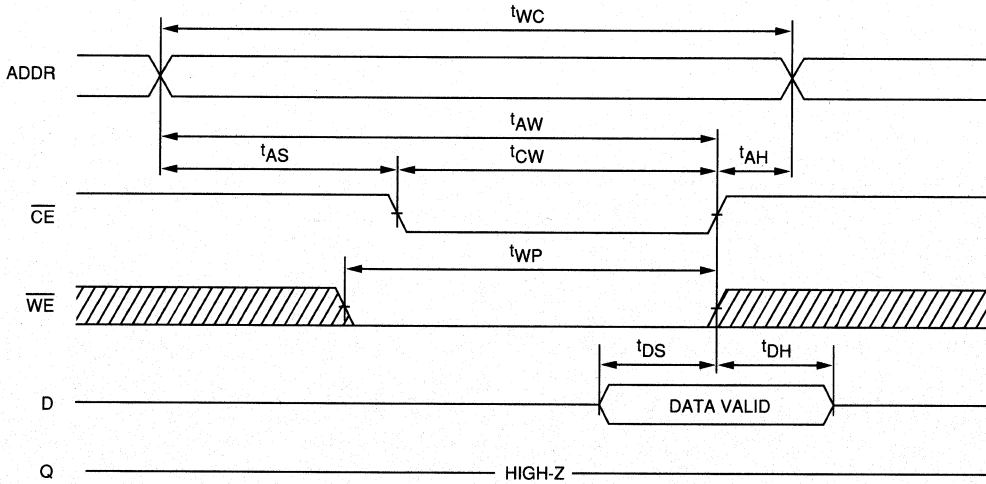 tWC
ADDR
tAW
tAS
tCW
tAH
CE
tWP
WE
tDS
tDH
D
DATA VALID
Q
HIGH-Z